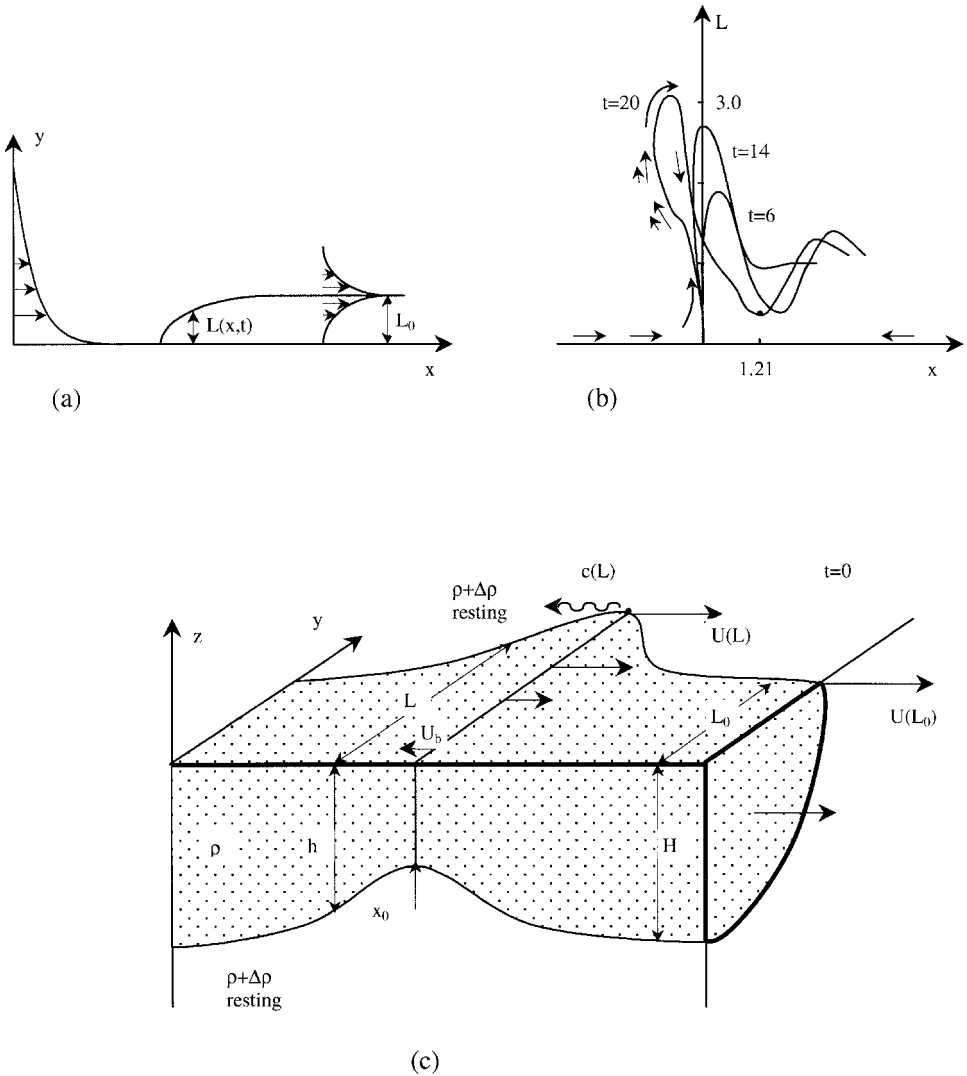 y
L(x,t)
L₀
x
(a)
L
t=20
3.0
t=14
t=6
1.21
x
(b)
c(L)
t=0
ρ+Δρ
resting
z
y
U(L)
L
L₀
U(L₀)
U_b
ρ
h
H
x₀
ρ+Δρ
resting
(c)